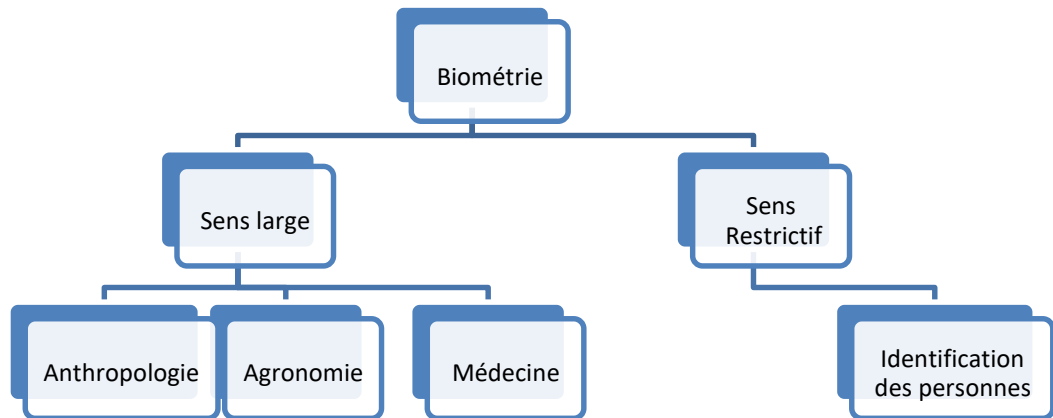 Biométrie
Sens large
Sens
Restrictif
Anthropologie
Agronomie
Médecine
Identification
des personnes